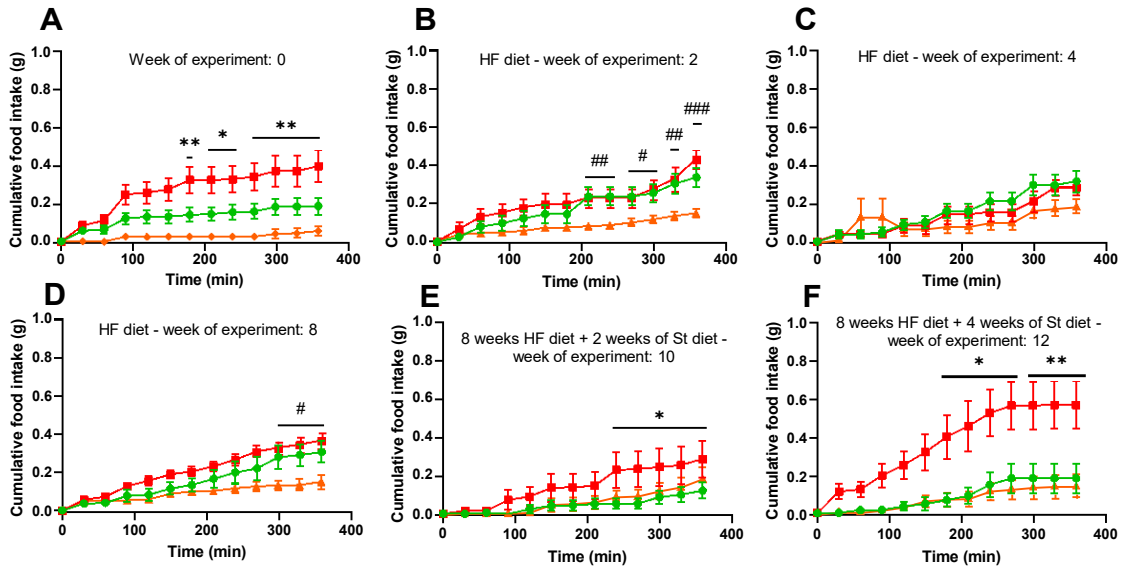 A
Week of experiment: 0
Cumulative food intake (g)
1.0
0.8
0.6
0.4
0.2
0.0
**
*
**
0
100
200
300
400
Time (min)
B
HF diet - week of experiment: 2
Cumulative food intake (g)
1.0
0.8
0.6
0.4
0.2
0.0
##
#
##
###
0
100
200
300
400
Time (min)
C
HF diet - week of experiment: 4
Cumulative food intake (g)
1.0
0.8
0.6
0.4
0.2
0.0
0
100
200
300
400
Time (min)
D
HF diet - week of experiment: 8
Cumulative food intake (g)
1.0
0.8
0.6
0.4
0.2
0.0
#
0
100
200
300
400
Time (min)
E
8 weeks HF diet + 2 weeks of St diet -
week of experiment: 10
Cumulative food intake (g)
1.0
0.8
0.6
0.4
0.2
0.0
*
0
100
200
300
400
Time (min)
F
8 weeks HF diet + 4 weeks of St diet -
week of experiment: 12
Cumulative food intake (g)
1.0
0.8
0.6
0.4
0.2
0.0
*
**
0
100
200
300
400
Time (min)